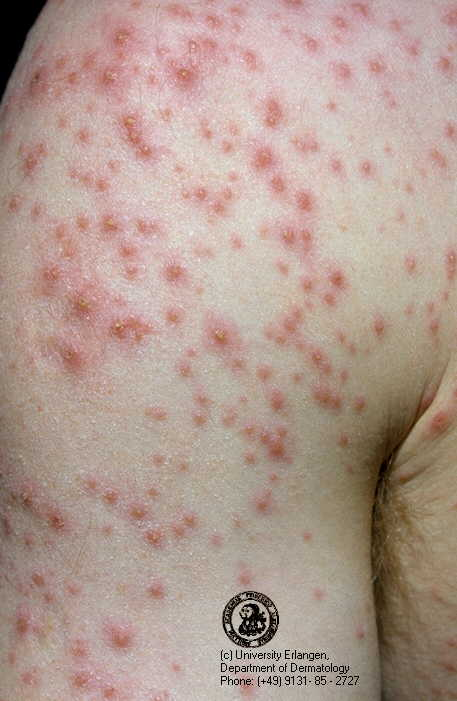 (c) University Erlangen,
Department of Dermatology
Phone: (+49) 9131- 85 - 2727